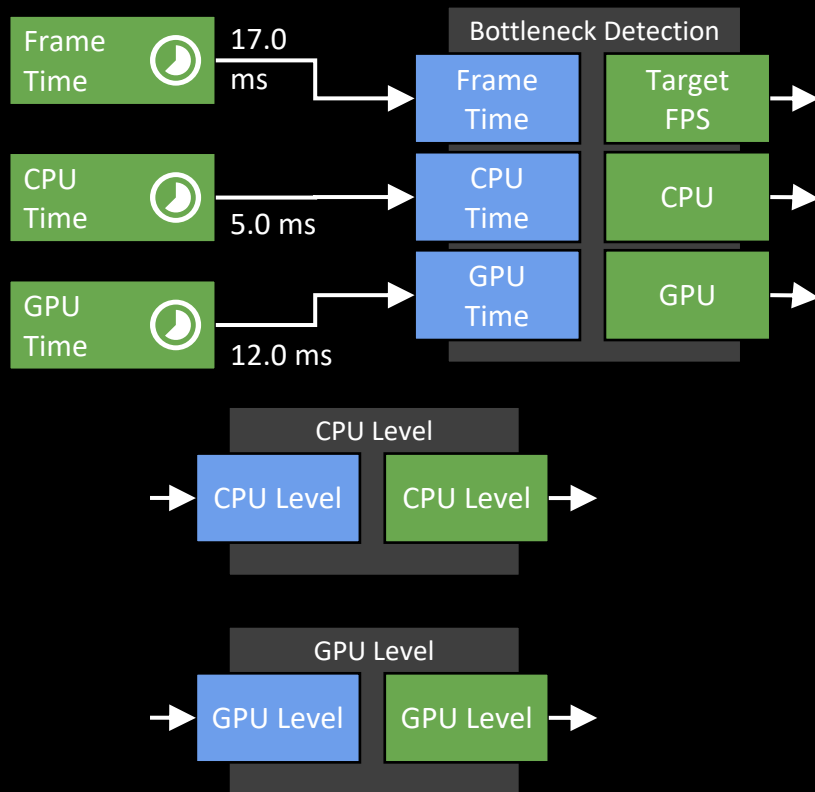 Frame
Time
17.0
ms
Bottleneck Detection
Frame
Time
Target
FPS
CPU
Time
5.0 ms
CPU
Time
CPU
GPU
Time
12.0 ms
GPU
Time
GPU
CPU Level
CPU Level
CPU Level
GPU Level
GPU Level
GPU Level